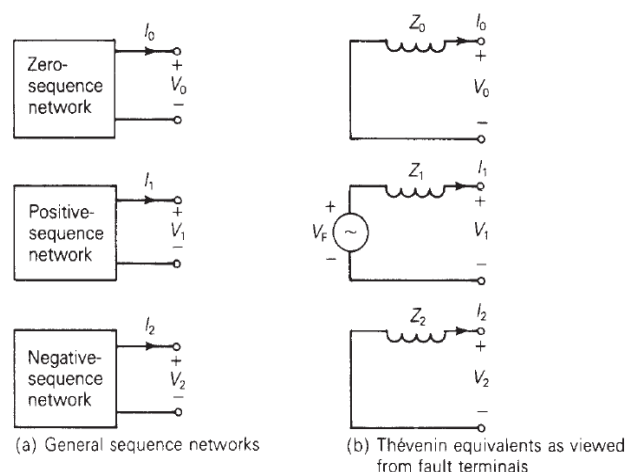 I₀
Zero-
sequence
network
+
V₀
−
Z₀
I₀
+
V₀
−
I₁
Positive-
sequence
network
+
V₁
−
Z₁
I₁
+
V_F
~
−
+
V₁
−
I₂
Negative-
sequence
network
+
V₂
−
Z₂
I₂
+
V₂
−
(a) General sequence networks
(b) Thévenin equivalents as viewed
from fault terminals